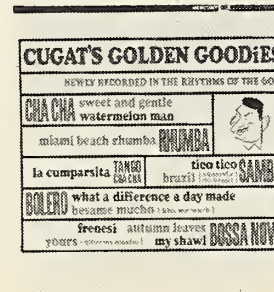 CUGAT'S GOLDEN GOODIES
NEWLY RECORDED IN THE RHYTHMS OF THE
CHA CHA sweet and gentle
watermelon man
miami beach rhumba RHUMBA
la cumparsita TANGO
CHA CHA
tico tico SAMB
brazil
BOLERO what a difference a day made
besame mucho
frenesi autumn leaves
yours my shawl BOSSA NOV